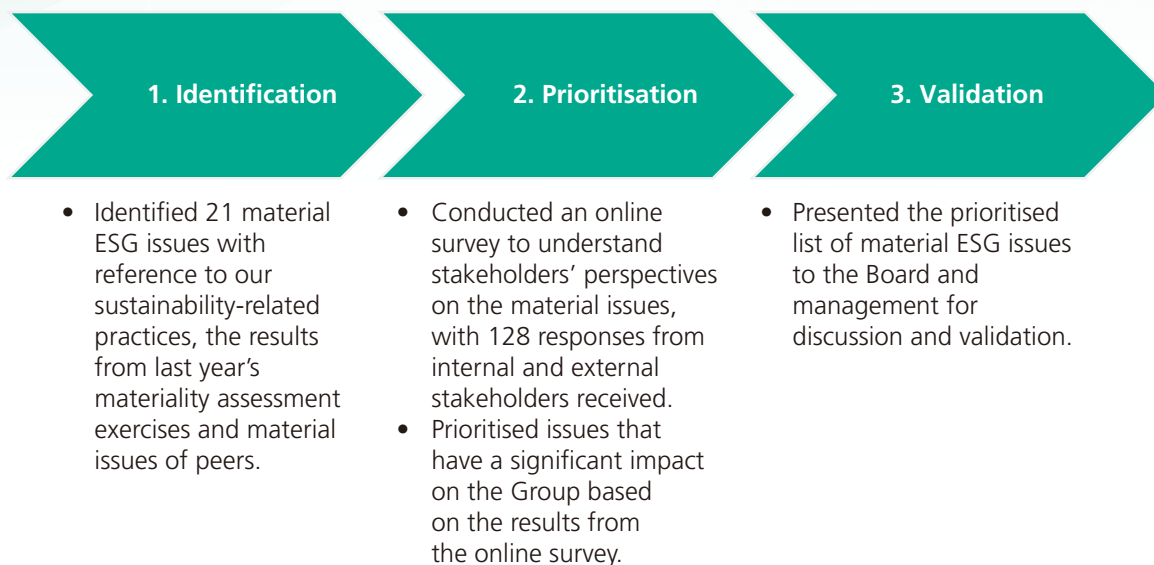 1. Identification
• Identified 21 material
ESG issues with
reference to our
sustainability-related
practices, the results
from last year’s
materiality assessment
exercises and material
issues of peers.
2. Prioritisation
• Conducted an online
survey to understand
stakeholders’ perspectives
on the material issues,
with 128 responses from
internal and external
stakeholders received.
• Prioritised issues that
have a significant impact
on the Group based
on the results from
the online survey.
3. Validation
• Presented the prioritised
list of material ESG issues
to the Board and
management for
discussion and validation.